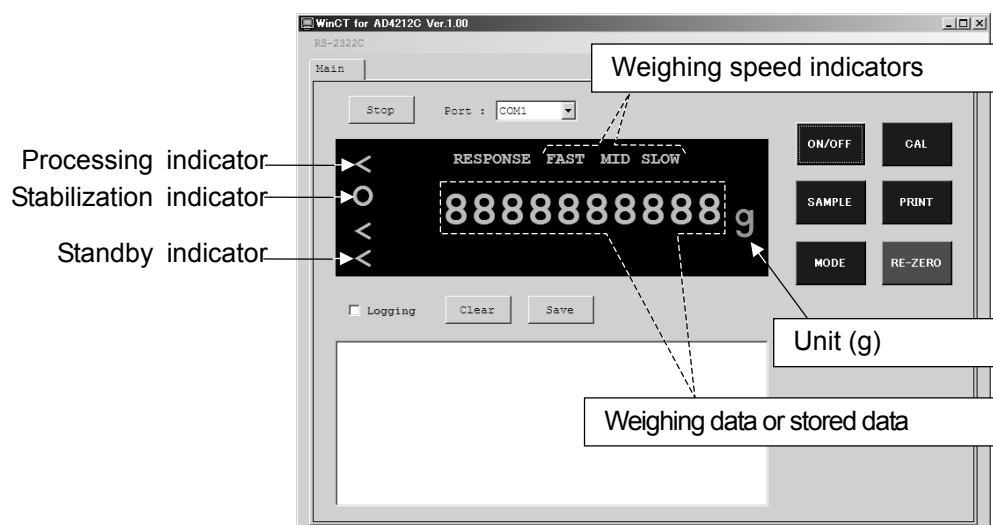 WinCT for AD4212C Ver.1.00
RS-2322C
Main
Weighing speed indicators
Stop Port : COM1
ON/OFF CAL
Processing indicator
RESPONSE FAST MID SLOW
Stabilization indicator
8888888888 g
SAMPLE PRINT
Standby indicator
MODE RE-ZERO
Logging Clear Save
Unit (g)
Weighing data or stored data